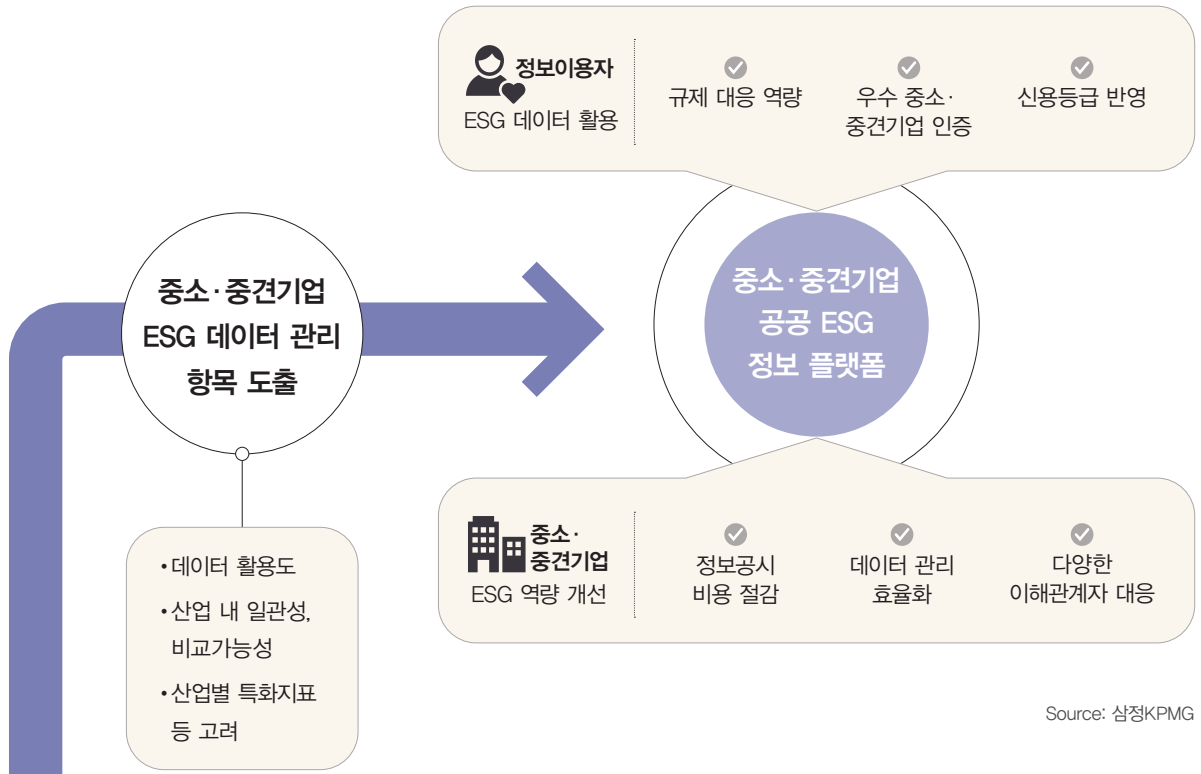 정보이용자
ESG 데이터 활용
규제 대응 역량
우수 중소·
중견기업 인증
신용등급 반영
중소·중견기업
ESG 데이터 관리
항목 도출
중소·중견기업
공공 ESG
정보 플랫폼
•데이터 활용도
•산업 내 일관성,
비교가능성
•산업별 특화지표
등 고려
중소·
중견기업
ESG 역량 개선
정보공시
비용 절감
데이터 관리
효율화
다양한
이해관계자 대응
Source: 삼정KPMG